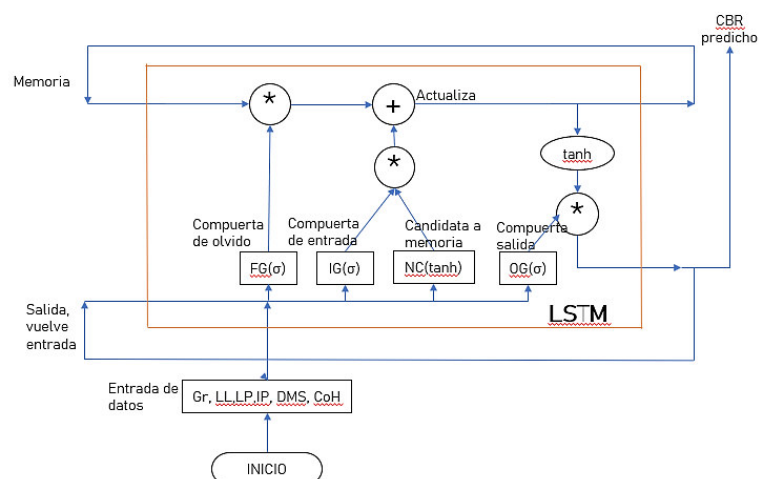 CBR
predicho
Memoria
*
+
Actualiza
*
tanh
*
Compuerta
de olvido
Compuerta
de entrada
Candidata a
memoria
Compuerta
salida
FG(σ)
IG(σ)
NC(tanh)
OG(σ)
Salida,
vuelve
entrada
LSTM
Entrada de
datos
Gr, LL,LP,IP, DMS, CoH
INICIO